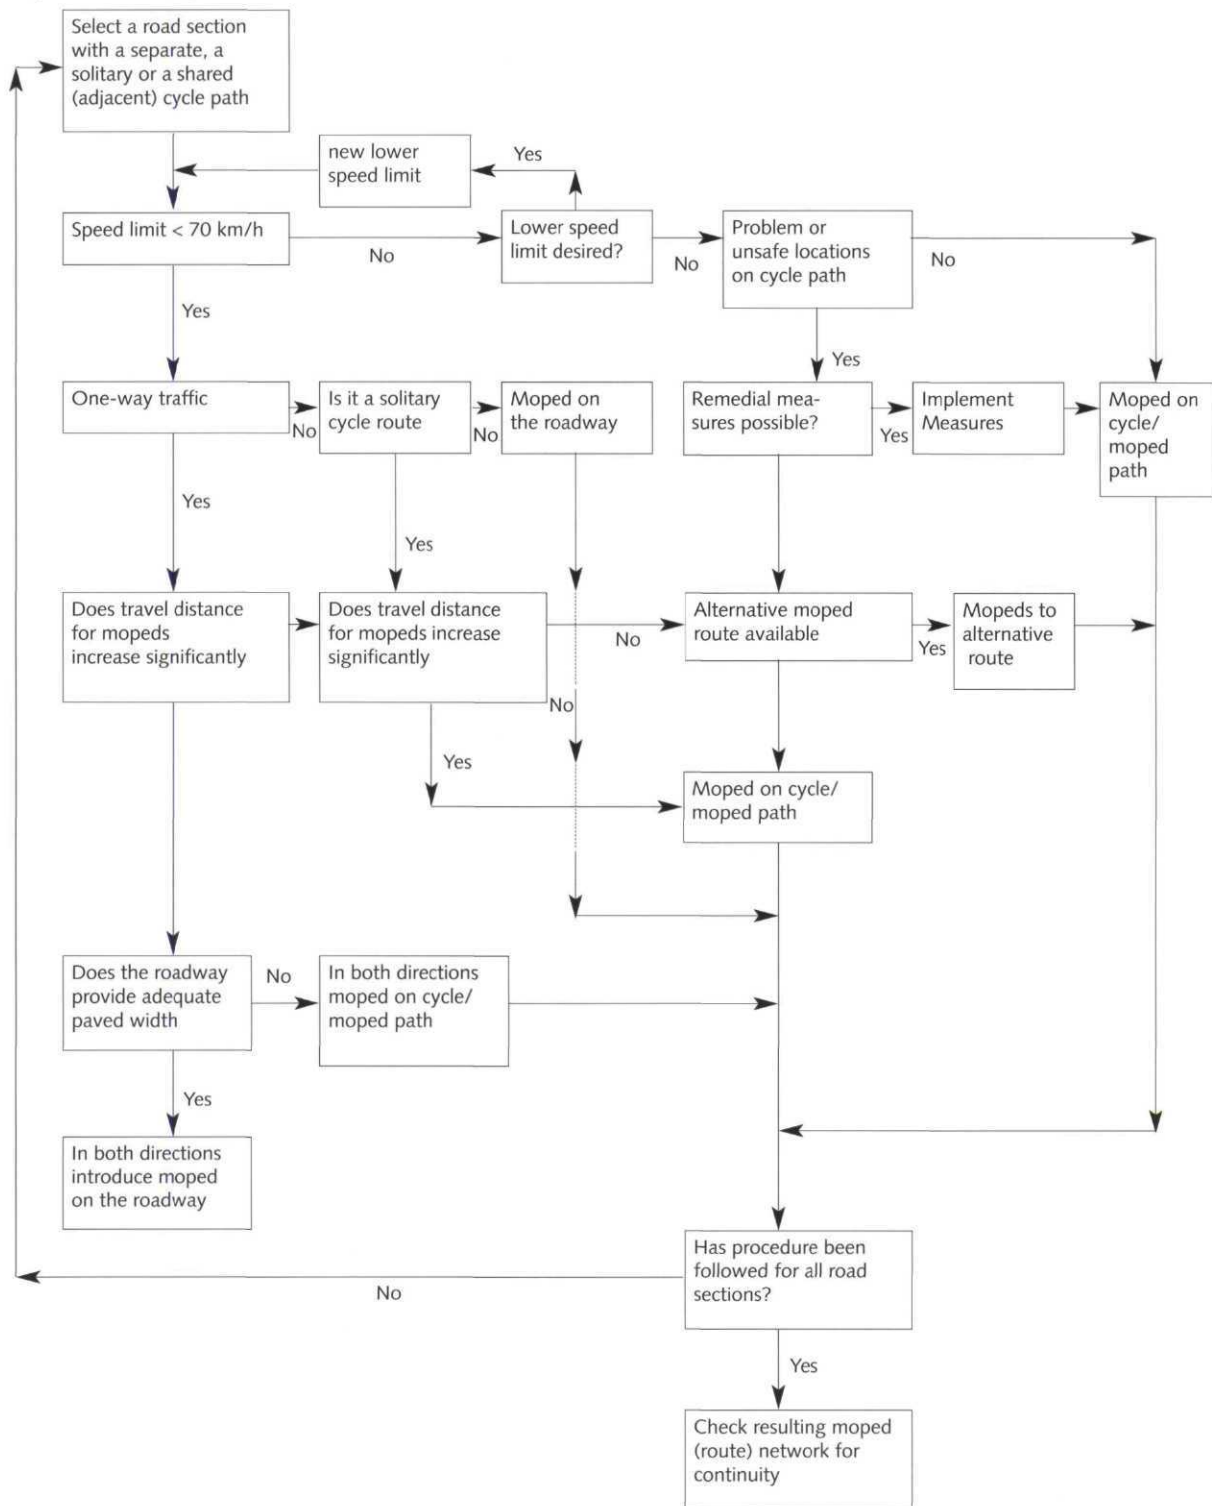 Select a road section
with a separate, a
solitary or a shared
(adjacent) cycle path
new lower
speed limit
Yes
Speed limit < 70 km/h
No
Lower speed
limit desired?
No
Problem or
unsafe locations
on cycle path
No
Yes
Yes
One-way traffic
No
Is it a solitary
cycle route
No
Moped on
the roadway
Remedial mea-
sures possible?
Yes
Implement
Measures
Moped on
cycle/
moped
path
Yes
Yes
Does travel distance
for mopeds
increase significantly
Does travel distance
for mopeds increase
significantly
No
Alternative moped
route available
Yes
Mopeds to
alternative
route
No
Yes
Moped on cycle/
moped path
Does the roadway
provide adequate
paved width
No
In both directions
moped on cycle/
moped path
Yes
In both directions
introduce moped
on the roadway
Has procedure been
followed for all road
sections?
No
Yes
Check resulting moped
(route) network for
continuity